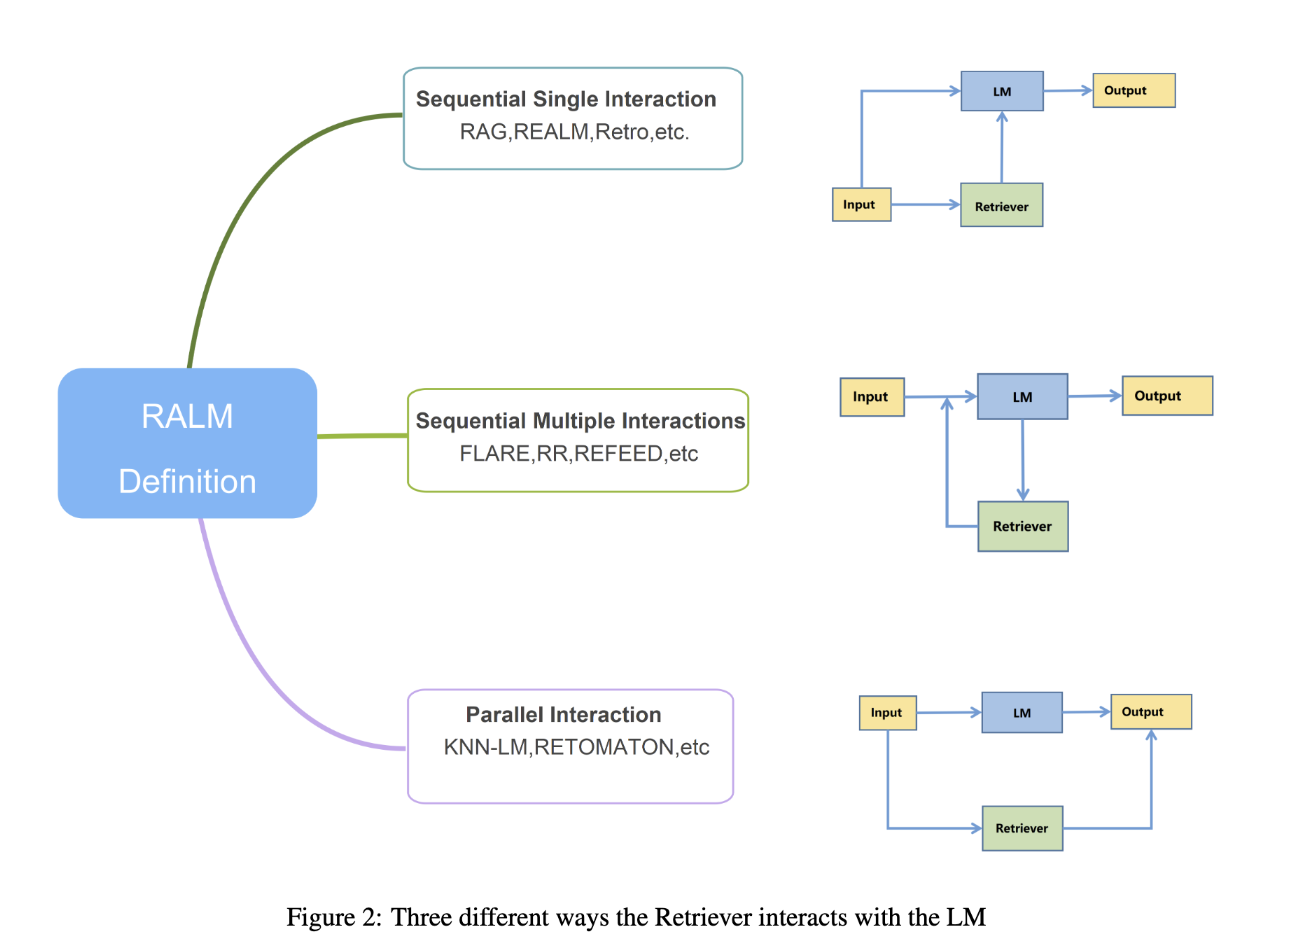 Sequential Single Interaction
RAG,REALM,Retro,etc.
LM
Output
Input
Retriever
RALM
Definition
Sequential Multiple Interactions
FLARE,RR,REFEED,etc
Input
LM
Output
Retriever
Parallel Interaction
KNN-LM,RETOMATON,etc
Input
LM
Output
Retriever
Figure 2: Three different ways the Retriever interacts with the LM